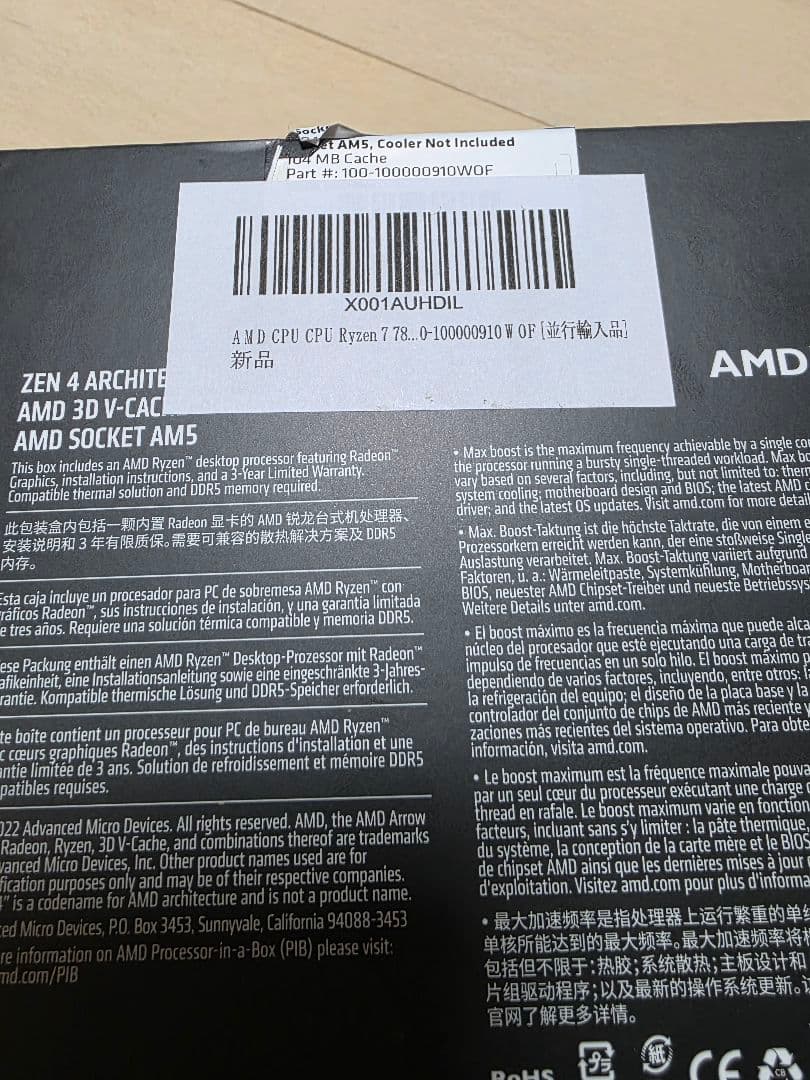 et AM5, Cooler Not Included
104 MB Cache
Part #: 100-100000910WOF
X001AUHDIL
AMD CPU CPU Ryzen 7 78...0-100000910WOF [並行輸入品]
新品
AMD
ZEN 4 ARCHITE
AMD 3D V-CAC
AMD SOCKET AM5
This box includes an AMD Ryzen™ desktop processor featuring Radeon™
Graphics, installation instructions, and a 3-Year Limited Warranty.
Compatible thermal solution and DDR5 memory required.
此包装盒内包括一颗内置 Radeon 显卡的 AMD 锐龙台式机处理器、
安装说明和 3 年有限质保。需要可兼容的散热解决方案及 DDR5
内存。
Esta caja incluye un procesador para PC de sobremesa AMD Ryzen™ con
ráficos Radeon™, sus instrucciones de instalación, y una garantía limitada
e tres años. Requiere una solución térmica compatible y memoria DDR5.
ese Packung enthält einen AMD Ryzen™ Desktop-Prozessor mit Radeon™
afikeinheit, eine Installationsanleitung sowie eine eingeschränkte 3-Jahres-
rantie. Kompatible thermische Lösung und DDR5-Speicher erforderlich.
te boîte contient un processeur pour PC de bureau AMD Ryzen™
c cœurs graphiques Radeon™, des instructions d'installation et une
antie limitée de 3 ans. Solution de refroidissement et mémoire DDR5
patibles requises.
022 Advanced Micro Devices. All rights reserved. AMD, the AMD Arrow
Radeon, Ryzen, 3D V-Cache, and combinations thereof are trademarks
vanced Micro Devices, Inc. Other product names used are for
fication purposes only and may be of their respective companies.
4" is a codename for AMD architecture and is not a product name.
ced Micro Devices, P.O. Box 3453, Sunnyvale, California 94088-3453
re information on AMD Processor-in-a-Box (PIB) please visit:
md.com/PIB
• Max boost is the maximum frequency achievable by a single co
the processor running a bursty single-threaded workload. Max bo
vary based on several factors, including, but not limited to: therm
system cooling; motherboard design and BIOS; the latest AMD c
driver; and the latest OS updates. Visit amd.com for more detai
• Max. Boost-Taktung ist die höchste Taktrate, die von einem
Prozessorkern erreicht werden kann, der eine stoßweise Single
Auslastung verarbeitet. Max. Boost-Taktung variiert aufgrund
Faktoren, u. a.: Wärmeleitpaste, Systemkühlung, Motherboar
BIOS, neuester AMD Chipset-Treiber und neueste Betriebssy
Weitere Details unter amd.com.
• El boost máximo es la frecuencia máxima que puede alca
núcleo del procesador que esté ejecutando una carga de t
impulso de frecuencias en un solo hilo. El boost máximo p
dependiendo de varios factores, incluyendo, entre otros: l
la refrigeración del equipo; el diseño de la placa base y la
controlador del conjunto de chips de AMD más reciente y
zaciones más recientes del sistema operativo. Para obte
información, visita amd.com.
• Le boost maximum est la fréquence maximale pouva
par un seul cœur du processeur exécutant une charge d
thread en rafale. Le boost maximum varie en fonction
facteurs, incluant sans s'y limiter : la pâte thermique,
du système, la conception de la carte mère et le BIOS
de chipset AMD ainsi que les dernières mises à jour d
d'exploitation. Visitez amd.com pour plus d'informa
• 最大加速频率是指处理器上运行繁重的单线
单核所能达到的最大频率。最大加速频率将根
包括但不限于:热胶;系统散热;主板设计和
片组驱动程序;以及最新的操作系统更新。访
官网了解更多详情。
RoHS
プラ
紙
CE
CB